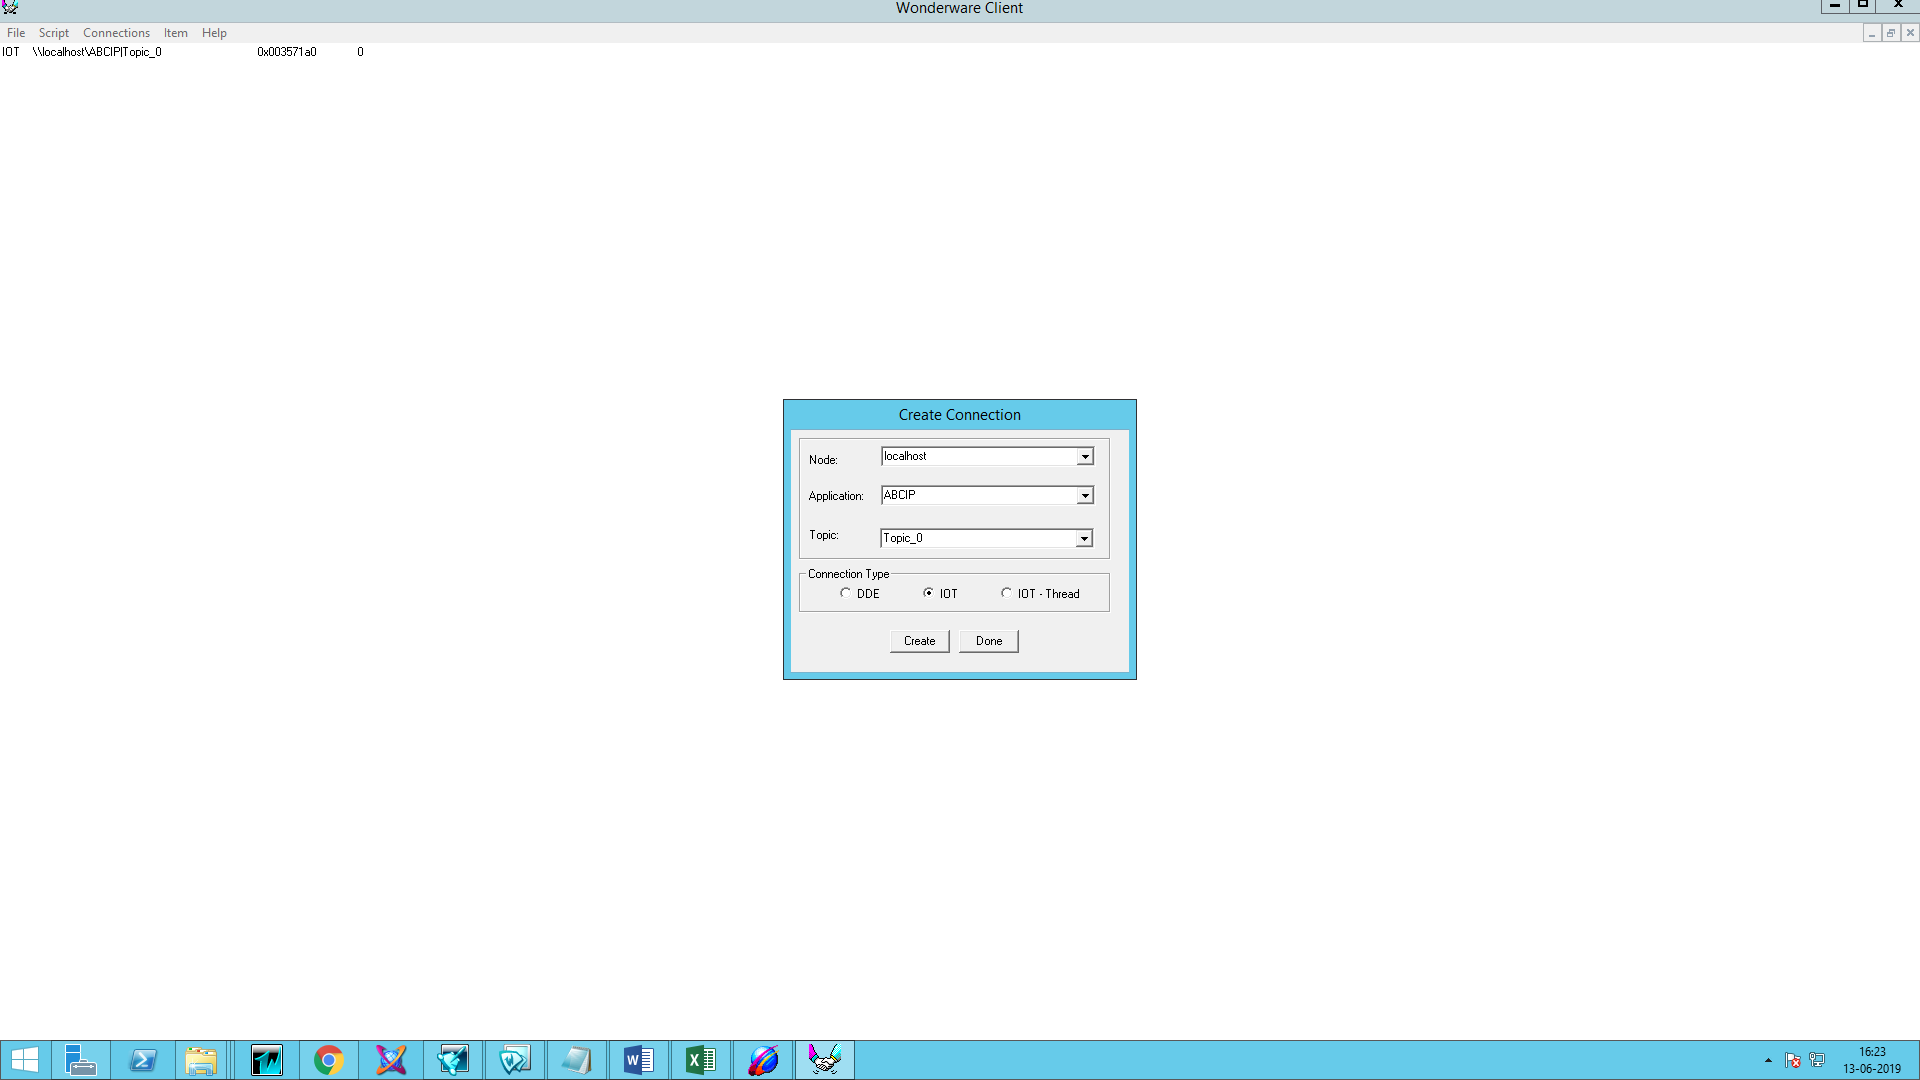 Wonderware Client
File Script Connections Item Help
IOT \\localhost\ABCIP|Topic_0 0x003571a0 0
Create Connection
Node: localhost
Application: ABCIP
Topic: Topic_0
Connection Type
DDE IOT IOT - Thread
Create Done
16:23
13-06-2019